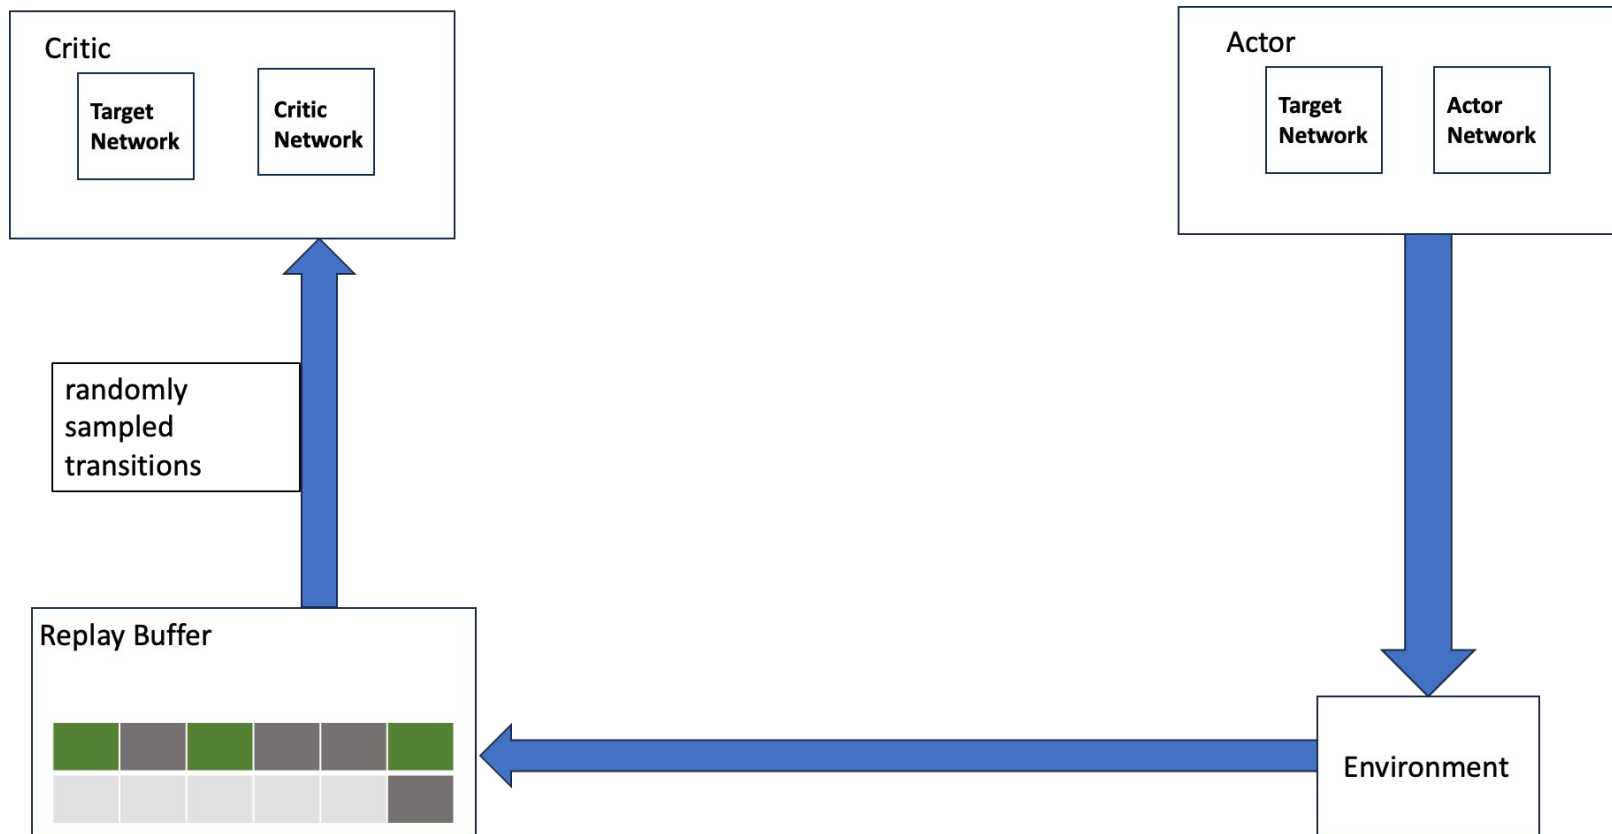 Critic
Target
Network
Critic
Network
Actor
Target
Network
Actor
Network
randomly
sampled
transitions
Replay Buffer
Environment